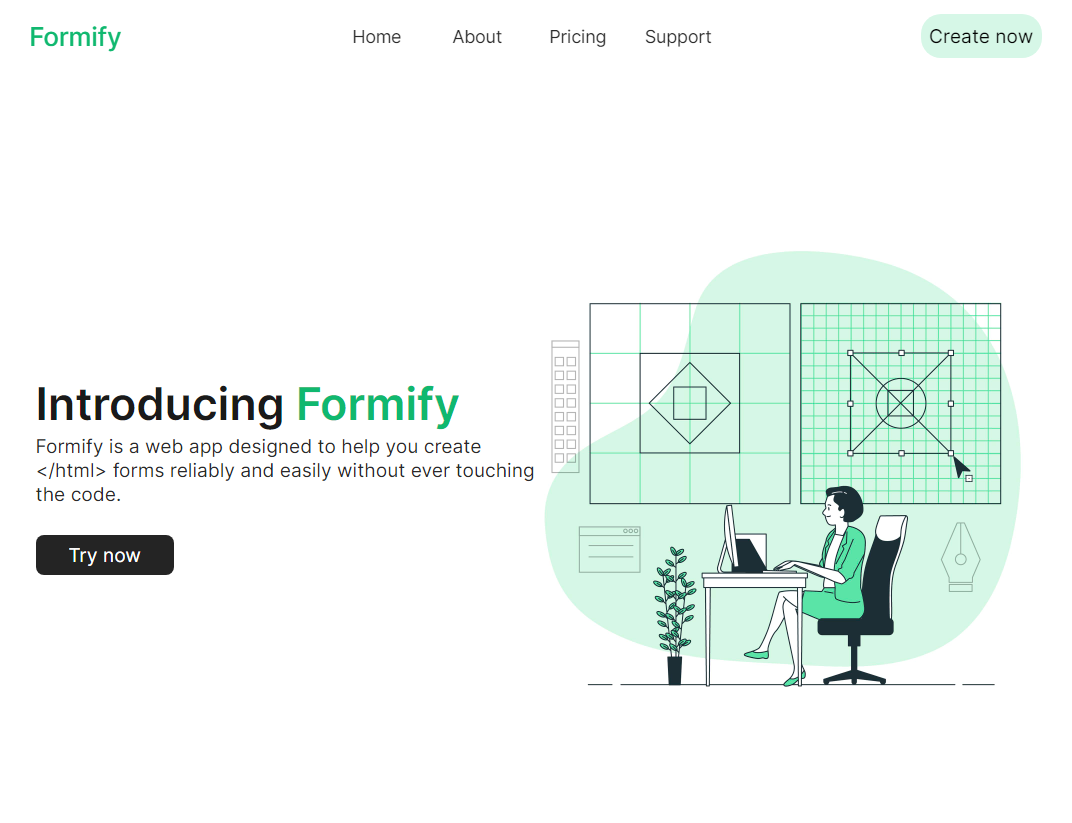 Formify
Home About Pricing Support
Create now
Introducing Formify
Formify is a web app designed to help you create
</html> forms reliably and easily without ever touching
the code.
Try now